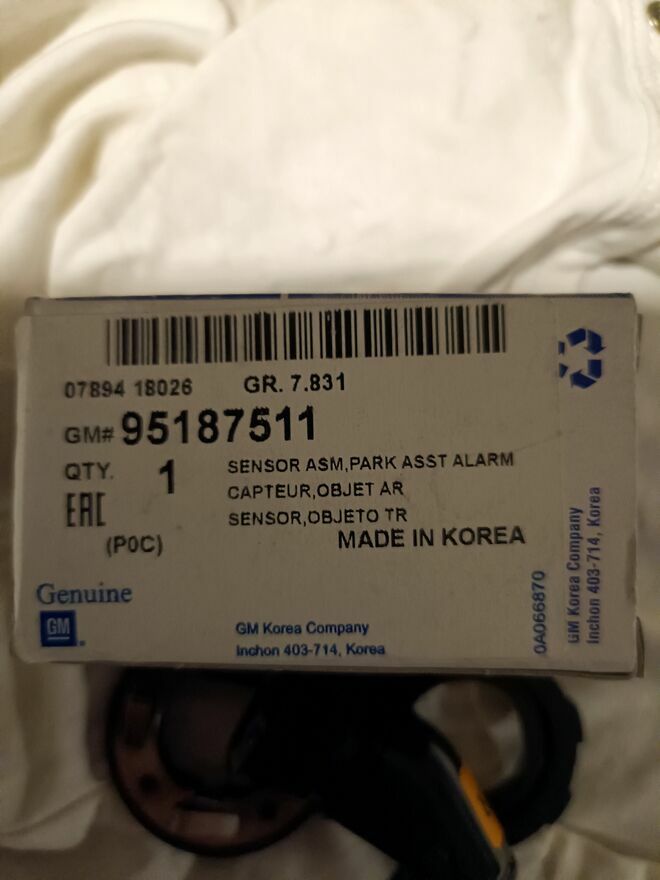 07894 18026 GR. 7.831
GM# 95187511
QTY. 1
SENSOR ASM,PARK ASST ALARM
CAPTEUR,OBJET AR
SENSOR,OBJETO TR
EAC
(P0C)
MADE IN KOREA
Genuine
GM
GM Korea Company
Inchon 403-714, Korea
0A066870
GM Korea Company
Inchon 403-714, Korea